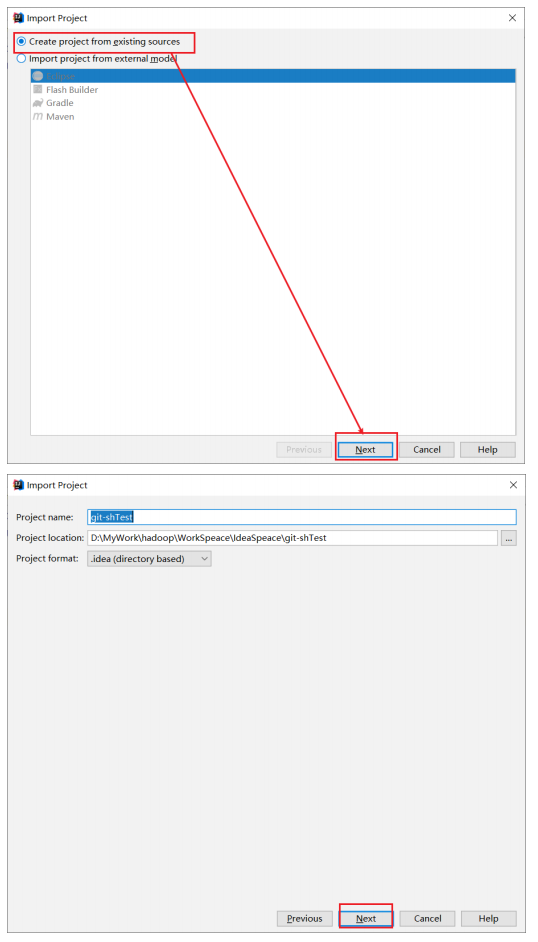 Import Project
Create project from existing sources
Import project from external model
Eclipse
Flash Builder
Gradle
Maven
Previous Next Cancel Help
Import Project
Project name: git-shTest
Project location: D:\MyWork\hadoop\WorkSpeace\IdeaSpeace\git-shTest ...
Project format: .idea (directory based)
Previous Next Cancel Help